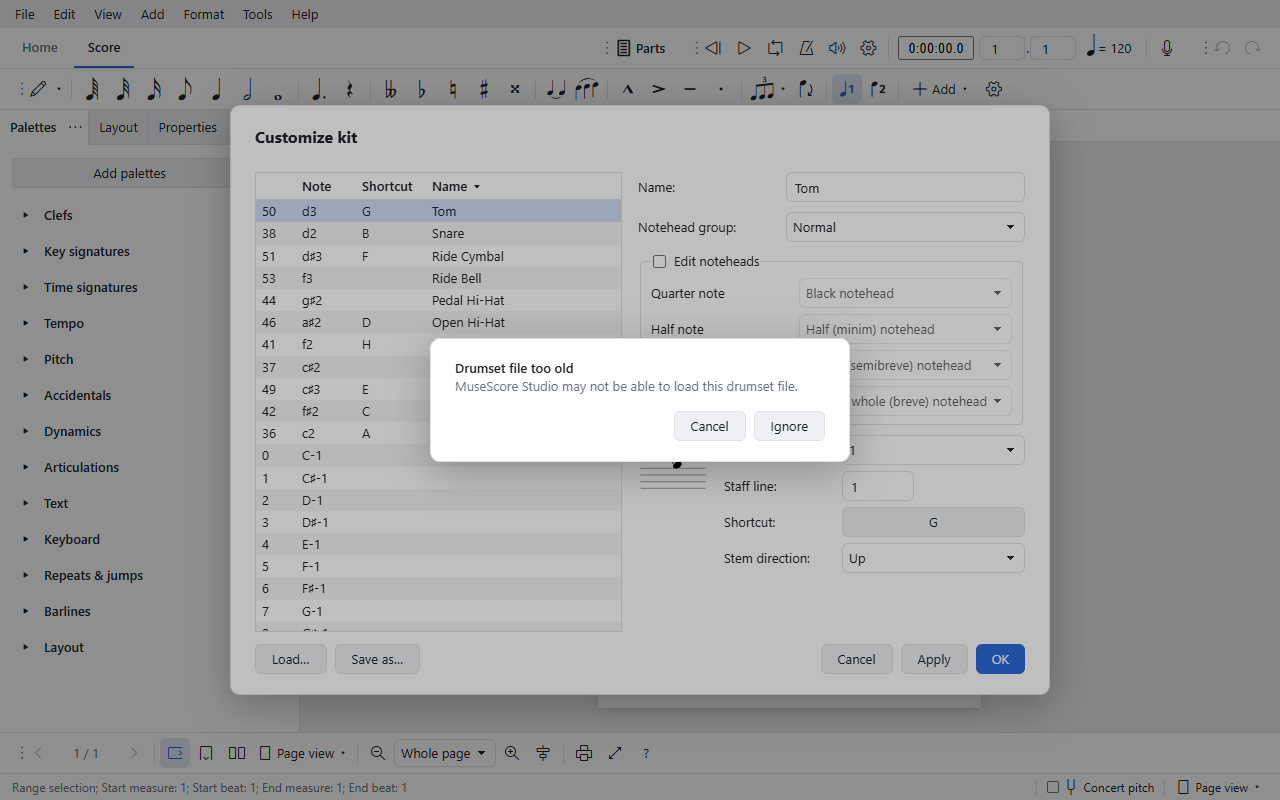 File Edit View Add Format Tools Help
Home Score Parts 0:00:00.0 1 . 1 = 120
3 1 2 Add
Palettes Layout Properties
Add palettes
Clefs
Key signatures
Time signatures
Tempo
Pitch
Accidentals
Dynamics
Articulations
Text
Keyboard
Repeats & jumps
Barlines
Layout
Customize kit
Note Shortcut Name
50 d3 G Tom
38 d2 B Snare
51 d♯3 F Ride Cymbal
53 f3 Ride Bell
44 g♯2 Pedal Hi-Hat
46 a♯2 D Open Hi-Hat
41 f2 H
37 c♯2
49 c♯3 E
42 f♯2 C
36 c2 A
0 C-1
1 C♯-1
2 D-1
3 D♯-1
4 E-1
5 F-1
6 F♯-1
7 G-1
Name: Tom
Notehead group: Normal
Edit noteheads
Quarter note Black notehead
Half note Half (minim) notehead
semibreve) notehead
whole (breve) notehead
1
Staff line: 1
Shortcut: G
Stem direction: Up
Drumset file too old
MuseScore Studio may not be able to load this drumset file.
Cancel Ignore
Load... Save as... Cancel Apply OK
1 / 1 Page view Whole page ?
Range selection; Start measure: 1; Start beat: 1; End measure: 1; End beat: 1 Concert pitch Page view